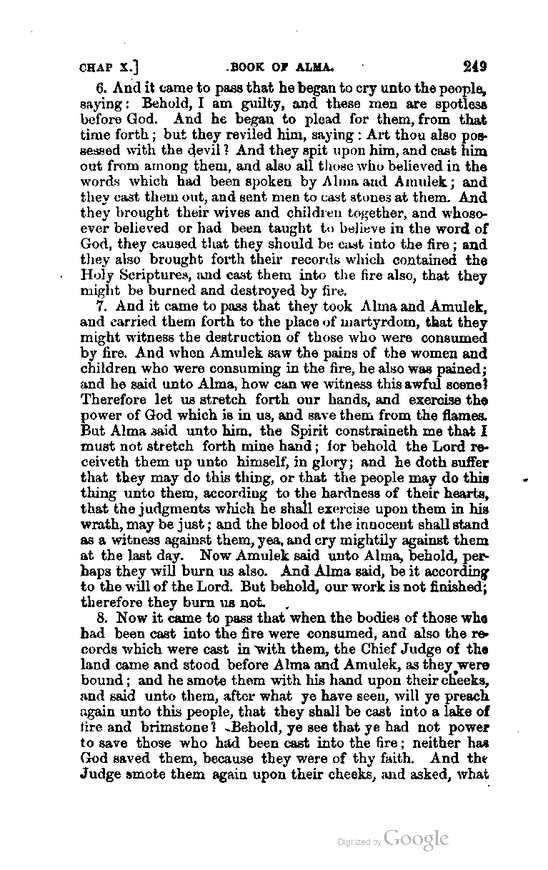 CHAP X.] BOOK OF ALMA. 249
6. And it came to pass that he began to cry unto the people,
saying: Behold, I am guilty, and these men are spotless
before God. And he began to plead for them, from that
time forth; but they reviled him, saying: Art thou also pos-
sessed with the devil? And they spit upon him, and cast him
out from among them, and also all those who believed in the
words which had been spoken by Alma and Amulek; and
they cast them out, and sent men to cast stones at them. And
they brought their wives and children together, and whoso-
ever believed or had been taught to believe in the word of
God, they caused that they should be cast into the fire; and
they also brought forth their records which contained the
Holy Scriptures, and cast them into the fire also, that they
might be burned and destroyed by fire.
7. And it came to pass that they took Alma and Amulek,
and carried them forth to the place of martyrdom, that they
might witness the destruction of those who were consumed
by fire. And when Amulek saw the pains of the women and
children who were consuming in the fire, he also was pained;
and he said unto Alma, how can we witness this awful scene?
Therefore let us stretch forth our hands, and exercise the
power of God which is in us, and save them from the flames.
But Alma said unto him, the Spirit constraineth me that I
must not stretch forth mine hand; for behold the Lord re-
ceiveth them up unto himself, in glory; and he doth suffer
that they may do this thing, or that the people may do this
thing unto them, according to the hardness of their hearts,
that the judgments which he shall exercise upon them in his
wrath, may be just; and the blood of the innocent shall stand
as a witness against them, yea, and cry mightily against them
at the last day. Now Amulek said unto Alma, behold, per-
haps they will burn us also. And Alma said, be it according
to the will of the Lord. But behold, our work is not finished;
therefore they burn us not.
8. Now it came to pass that when the bodies of those who
had been cast into the fire were consumed, and also the re-
cords which were cast in with them, the Chief Judge of the
land came and stood before Alma and Amulek, as they were
bound; and he smote them with his hand upon their cheeks,
and said unto them, after what ye have seen, will ye preach
again unto this people, that they shall be cast into a lake of
fire and brimstone? Behold, ye see that ye had not power
to save those who had been cast into the fire; neither has
God saved them, because they were of thy faith. And the
Judge smote them again upon their cheeks, and asked, what
Digitized by Google